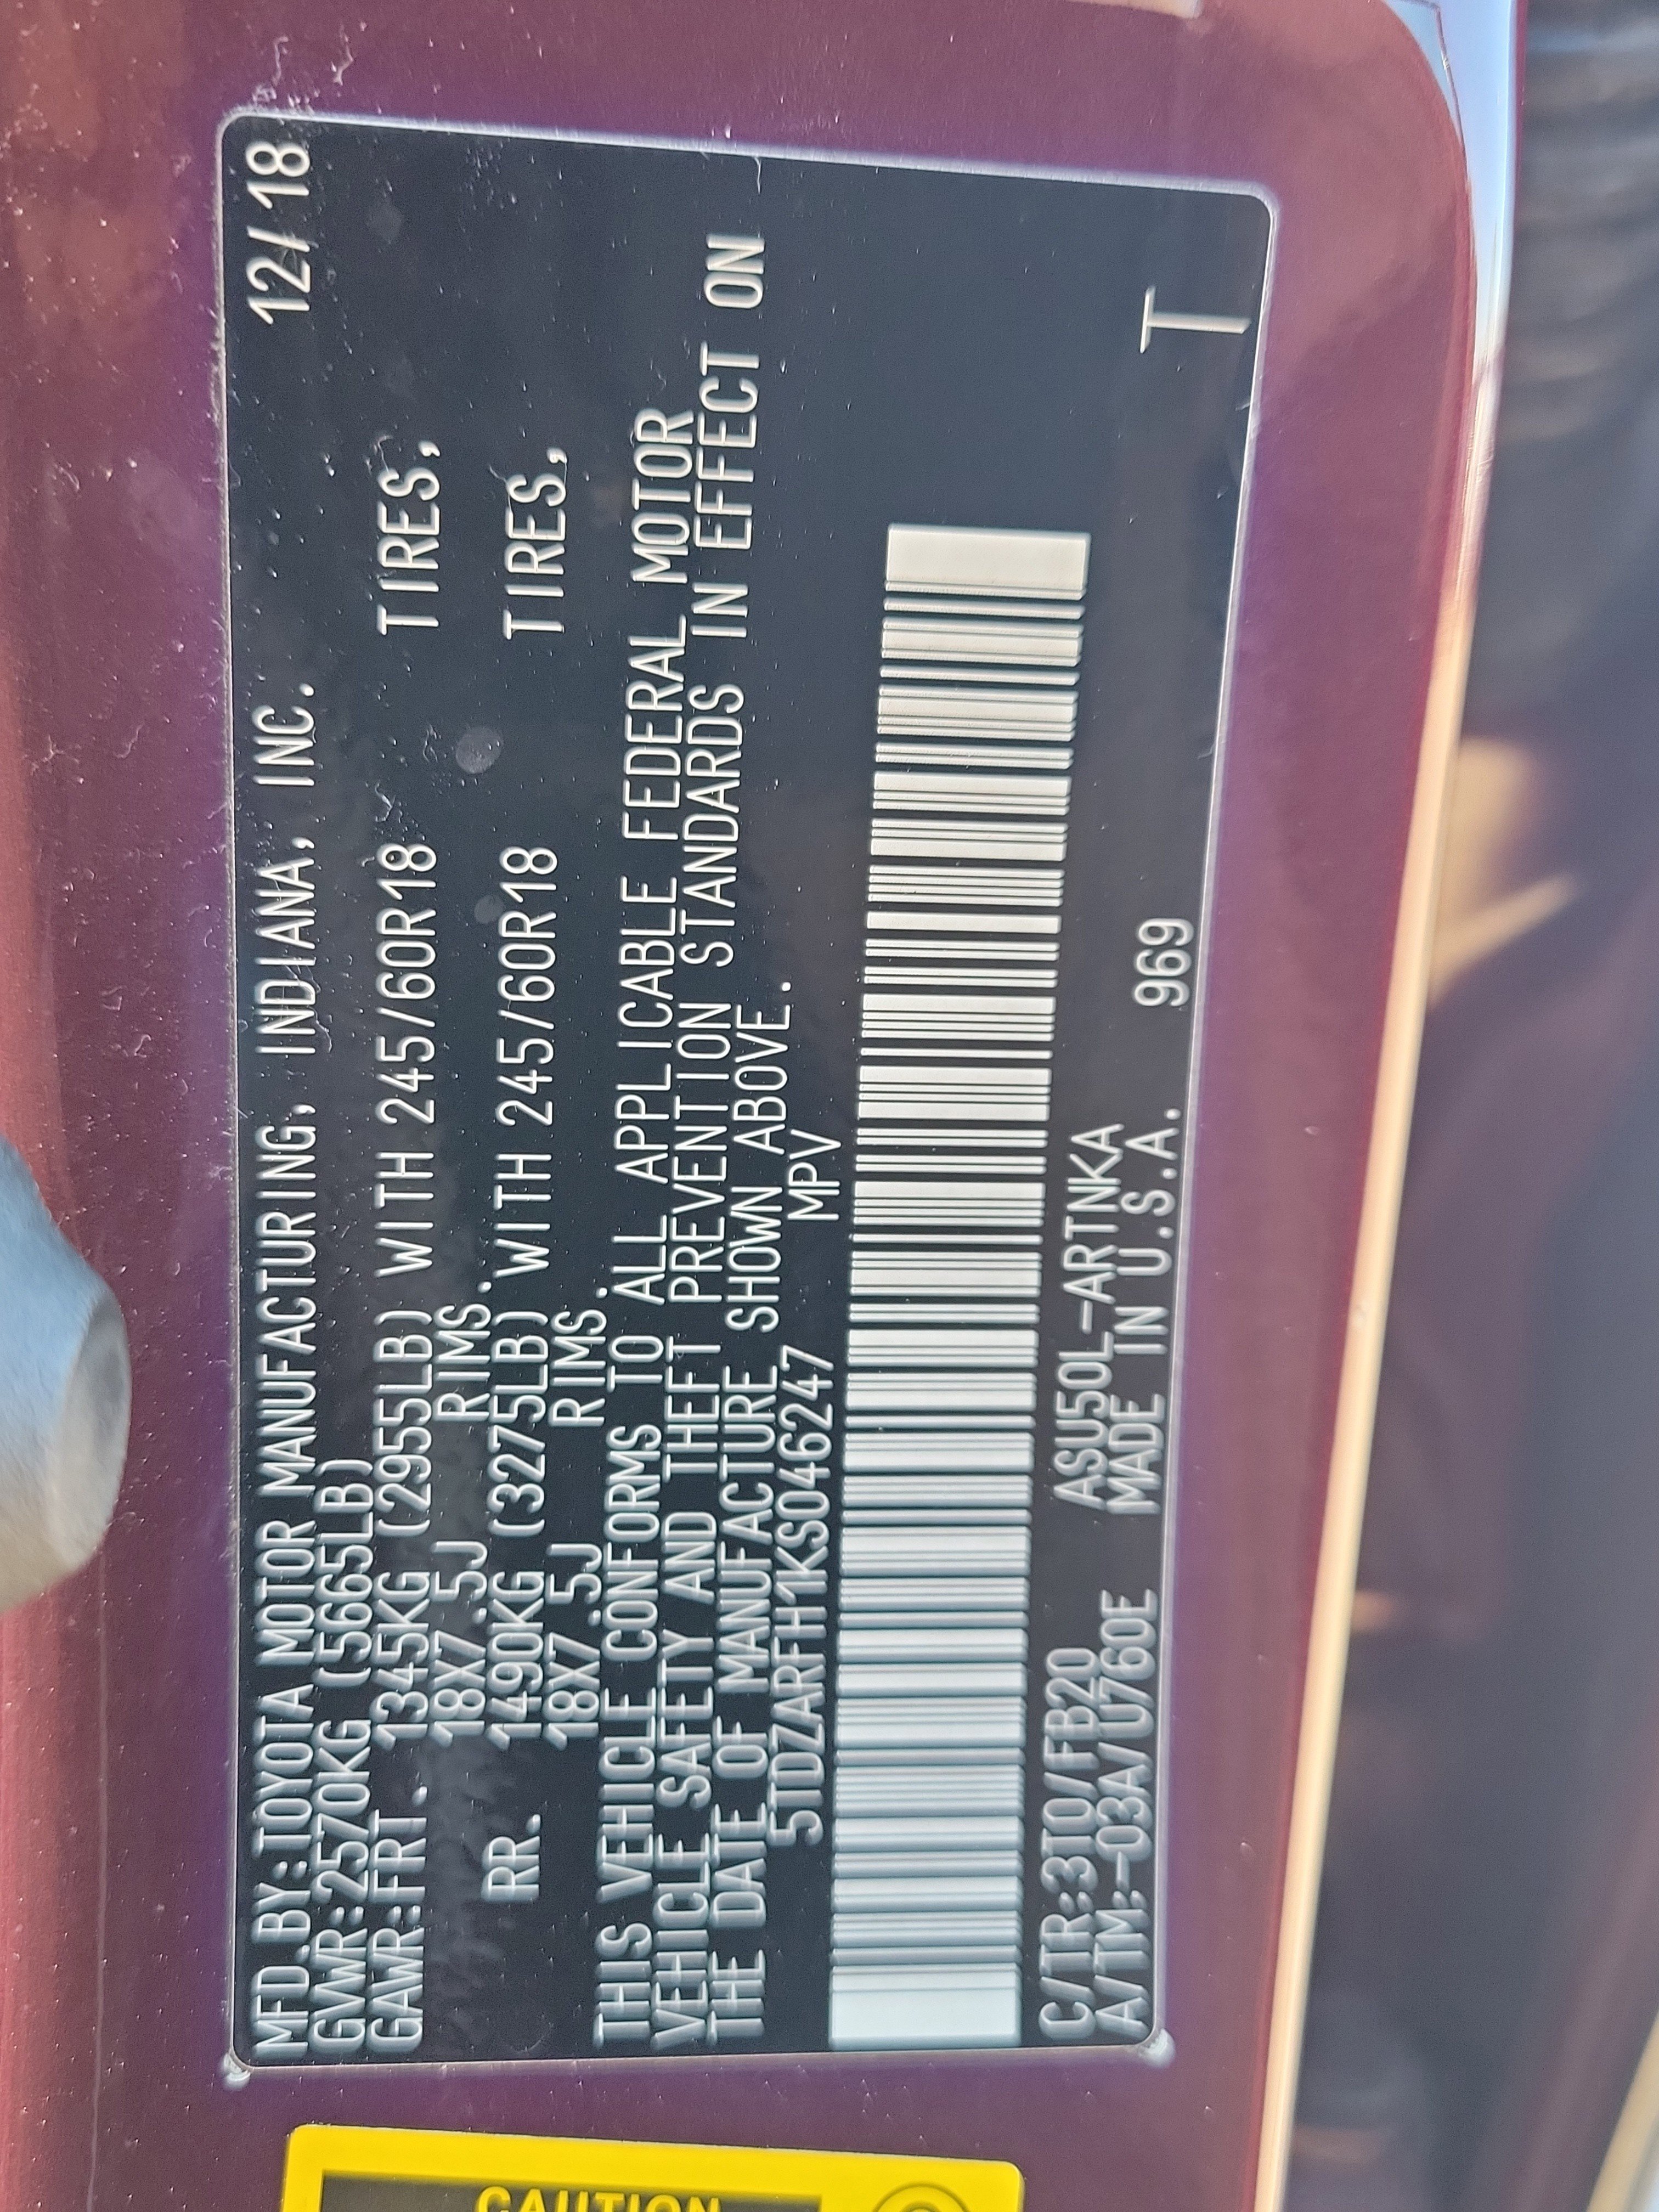 MFD.BY:TOYOTA MOTOR MANUFACTURING, INDIANA, INC. 12/18
GVWR:2570KG (5665LB)
GAWR:FRT. 1345KG (2955LB) WITH 245/60R18 TIRES,
18X7.5J RIMS.
RR. 1490KG (3275LB) WITH 245/60R18 TIRES,
18X7.5J RIMS.
THIS VEHICLE CONFORMS TO ALL APPLICABLE FEDERAL MOTOR
VEHICLE SAFETY AND THEFT PREVENTION STANDARDS IN EFFECT ON
THE DATE OF MANUFACTURE SHOWN ABOVE.
5TDZARFH1KS046247 MPV
C/TR:3T0/FB20 ASU50L-ARTNKA
A/TM:-03A/U760E MADE IN U.S.A. 969 T
CAUTION